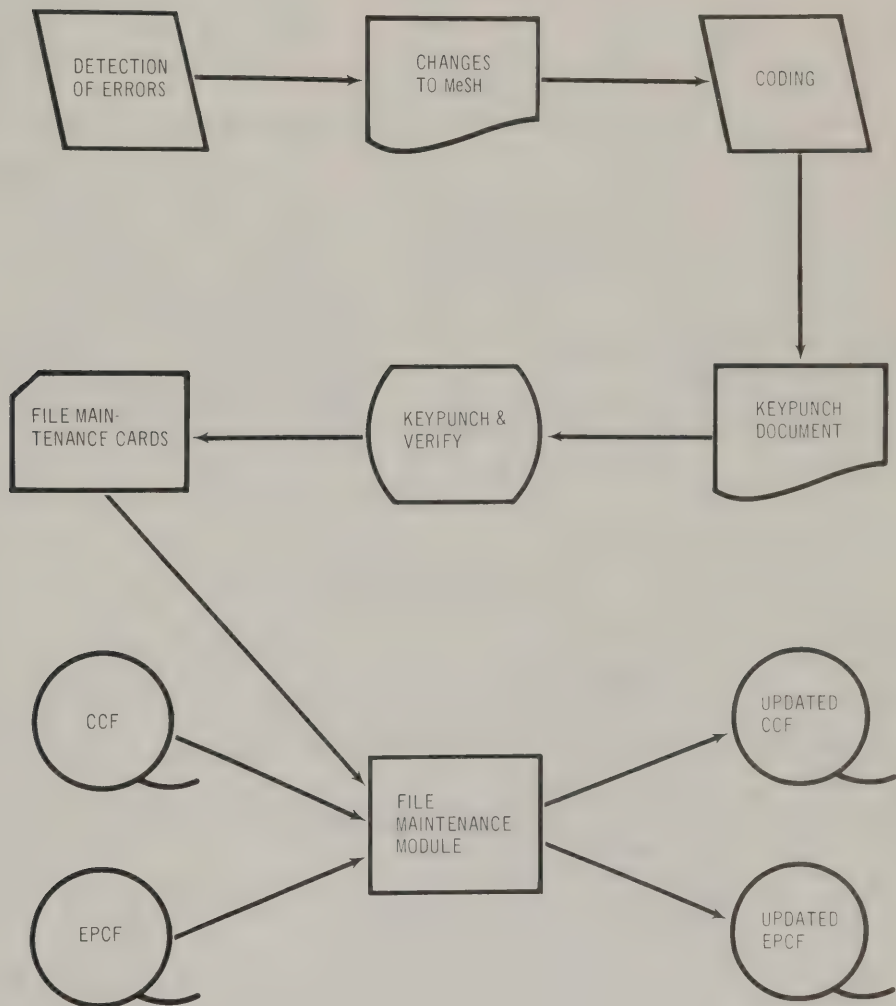 DETECTION
OF ERRORS
CHANGES
TO MeSH
CODING
FILE MAIN-
TENANCE CARDS
KEYPUNCH &
VERIFY
KEYPUNCH
DOCUMENT
CCF
EPCF
FILE
MAINTENANCE
MODULE
UPDATED
CCF
UPDATED
EPCF